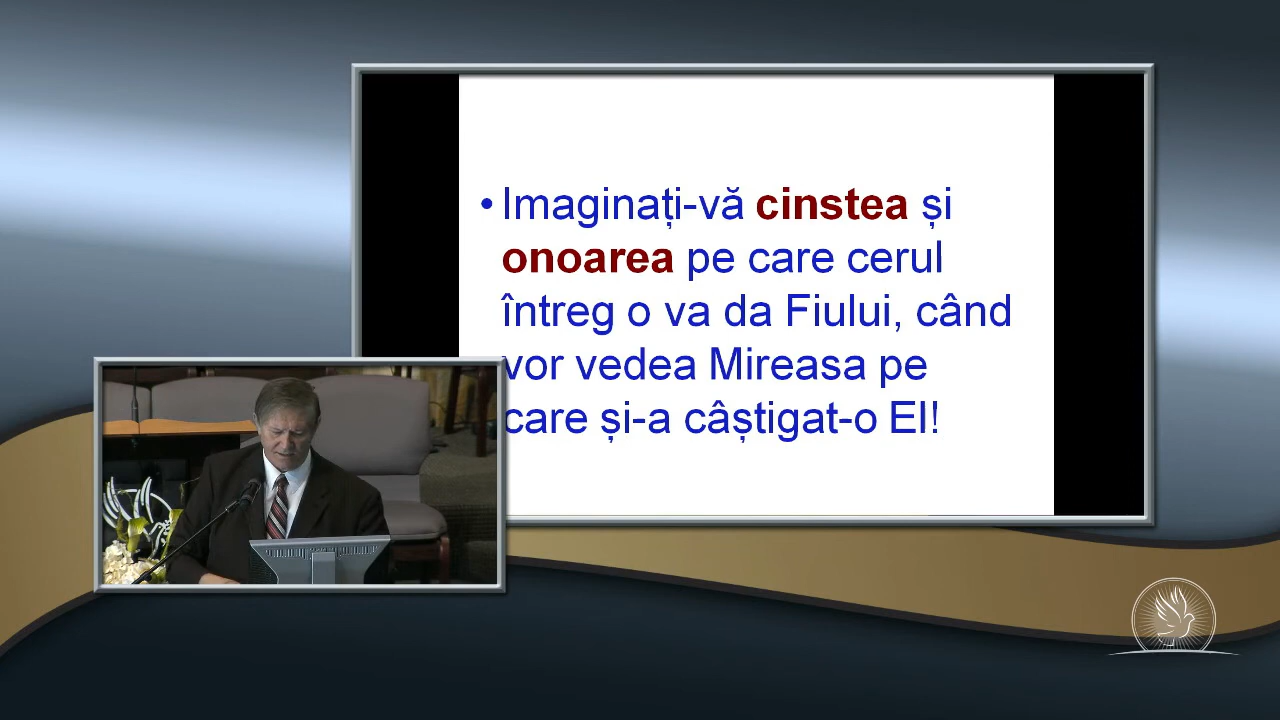 • Imaginați-vă cinstea și
onoarea pe care cerul
întreg o va da Fiului, când
vor vedea Mireasa pe
care și-a câștigat-o El!